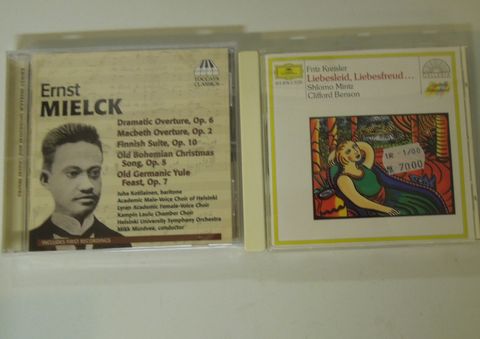 TOCCATA
CLASSICS
Ernst
MIELCK
Dramatic Overture, Op. 6
Macbeth Overture, Op. 2
Finnish Suite, Op. 10
Old Bohemian Christmas
Song, Op. 5
Old Germanic Yule
Feast, Op. 7
Juha Kotilainen, baritone
Academic Male-Voice Choir of Helsinki
Lyran Academic Female-Voice Choir
Kampin Laulu Chamber Choir
Helsinki University Symphony Orchestra
Mikk Murdvee, conductor
INCLUDES FIRST RECORDINGS
Fritz Kreisler
Liebesleid, Liebesfreud...
Shlomo Mintz
Clifford Benson
1R - 1/00
7000